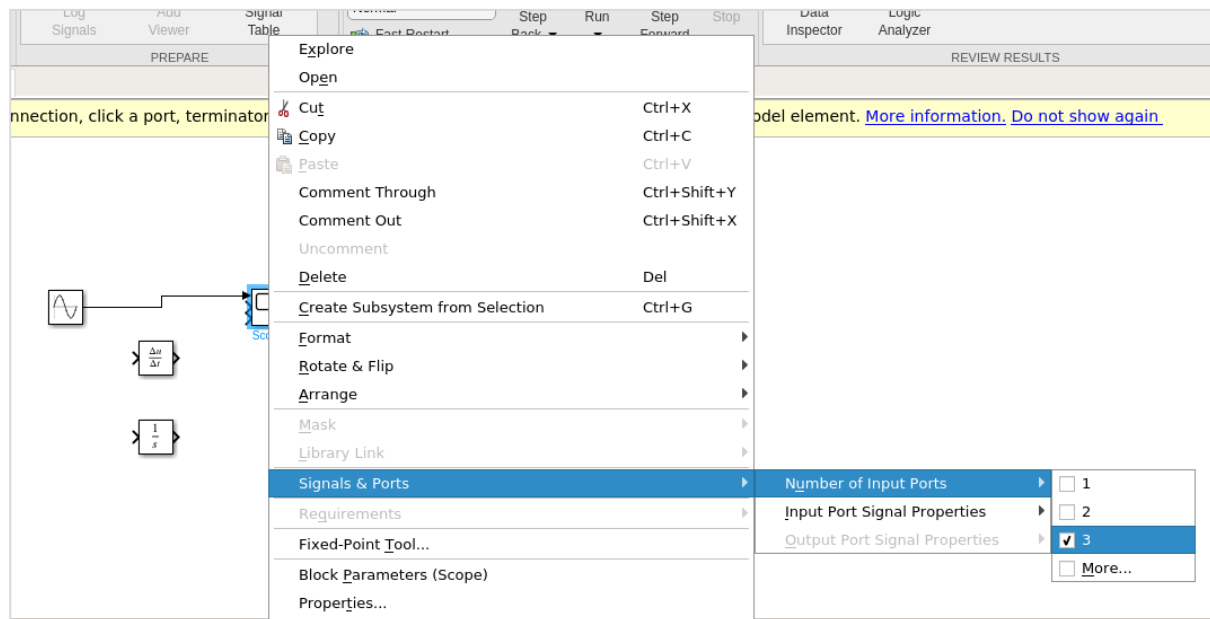 Log
Signals
Add
Viewer
Signal
Table
Normal
Fast Restart
Step
Back
Run
Step
Forward
Stop
Data
Inspector
Logic
Analyzer
PREPARE
REVIEW RESULTS
nnection, click a port, terminator
odel element. More information. Do not show again
Explore
Open
Cut Ctrl+X
Copy Ctrl+C
Paste Ctrl+V
Comment Through Ctrl+Shift+Y
Comment Out Ctrl+Shift+X
Uncomment
Delete Del
Create Subsystem from Selection Ctrl+G
Format
Rotate & Flip
Arrange
Mask
Library Link
Signals & Ports
Requirements
Fixed-Point Tool...
Block Parameters (Scope)
Properties...
Number of Input Ports
Input Port Signal Properties
Output Port Signal Properties
1
2
3
More...
Sco
Δu
Δt
1
s